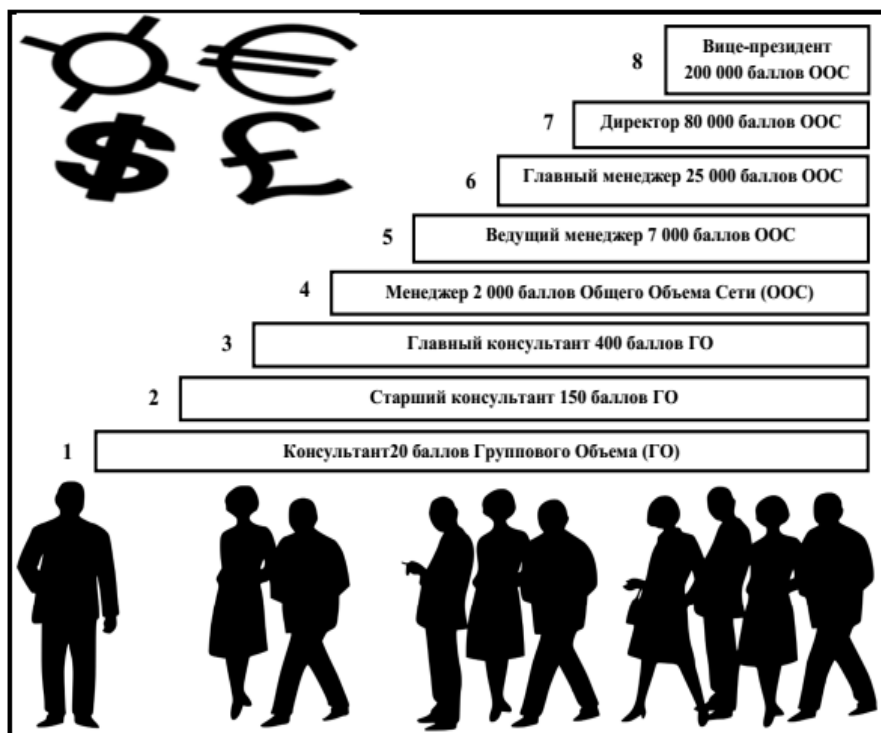 8
Вице-президент
200 000 баллов ООС
7
Директор 80 000 баллов ООС
6
Главный менеджер 25 000 баллов ООС
5
Ведущий менеджер 7 000 баллов ООС
4
Менеджер 2 000 баллов Общего Объема Сети (ООС)
3
Главный консультант 400 баллов ГО
2
Старший консультант 150 баллов ГО
1
Консультант20 баллов Группового Объема (ГО)